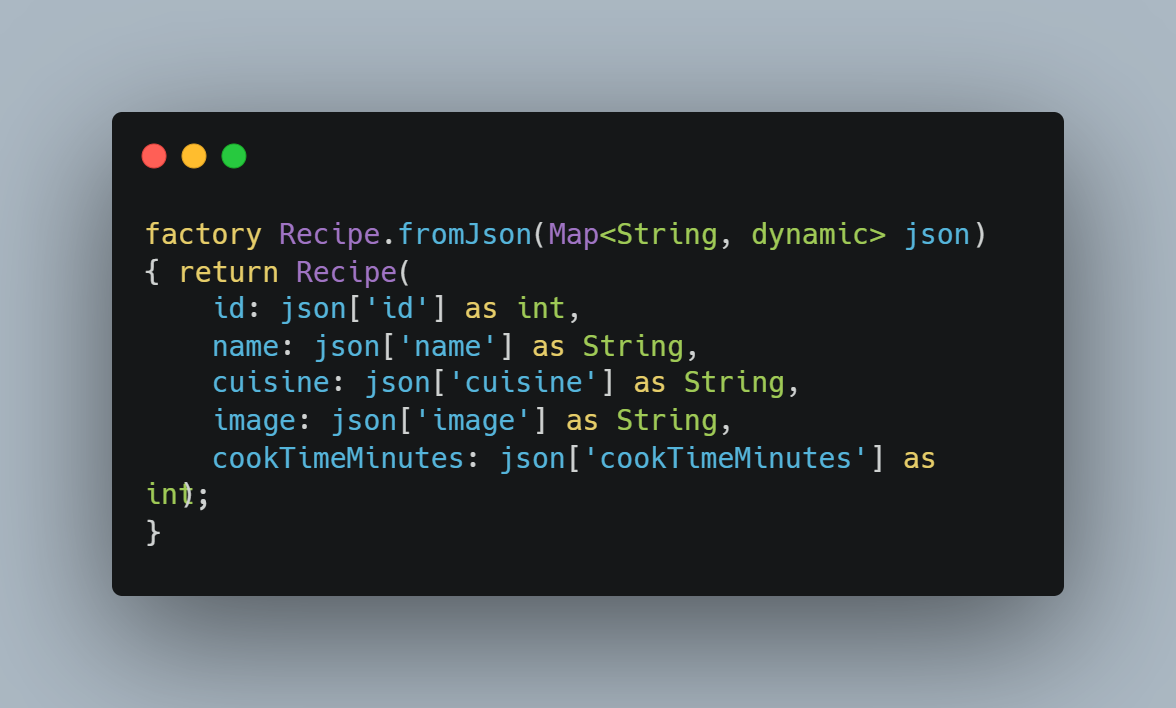 factory Recipe.fromJson(Map<String, dynamic> json)
{ return Recipe(
    id: json['id'] as int,
    name: json['name'] as String,
    cuisine: json['cuisine'] as String,
    image: json['image'] as String,
    cookTimeMinutes: json['cookTimeMinutes'] as
int);
}